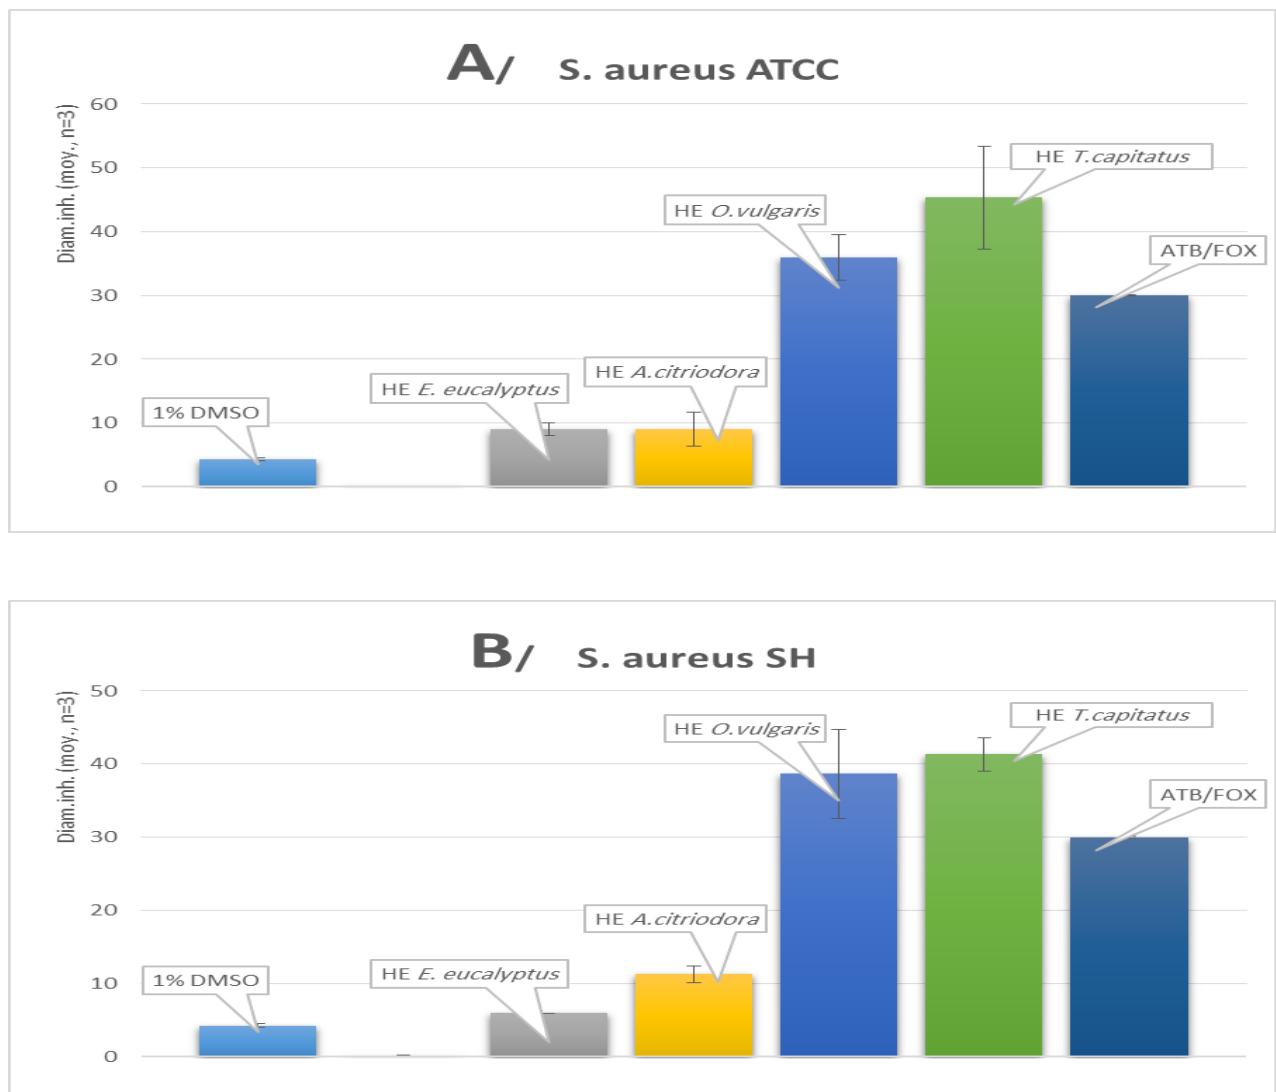 A/ S. aureus ATCC
Diam.inh. (moy., n=3)
60
50
40
30
20
10
0
1% DMSO
HE E. eucalyptus
HE A.citriodora
HE O.vulgaris
HE T.capitatus
ATB/FOX
B/ S. aureus SH
Diam.inh. (moy., n=3)
50
40
30
20
10
0
1% DMSO
HE E. eucalyptus
HE A.citriodora
HE O.vulgaris
HE T.capitatus
ATB/FOX